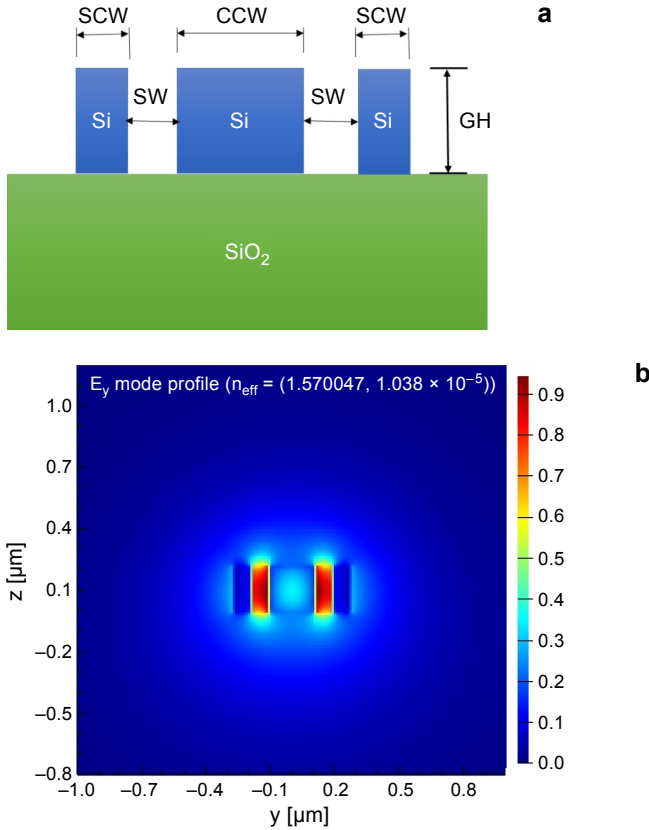 SCW CCW SCW a
SW SW
Si Si Si GH
SiO₂
b
E_y mode profile (n_eff = (1.570047, 1.038 × 10⁻⁵))
1.0
0.7
0.4
0.1
–0.2
–0.5
–0.8
z [µm]
–1.0 –0.7 –0.4 –0.1 0.2 0.5 0.8
y [µm]
0.9
0.8
0.7
0.6
0.5
0.4
0.3
0.2
0.1
0.0